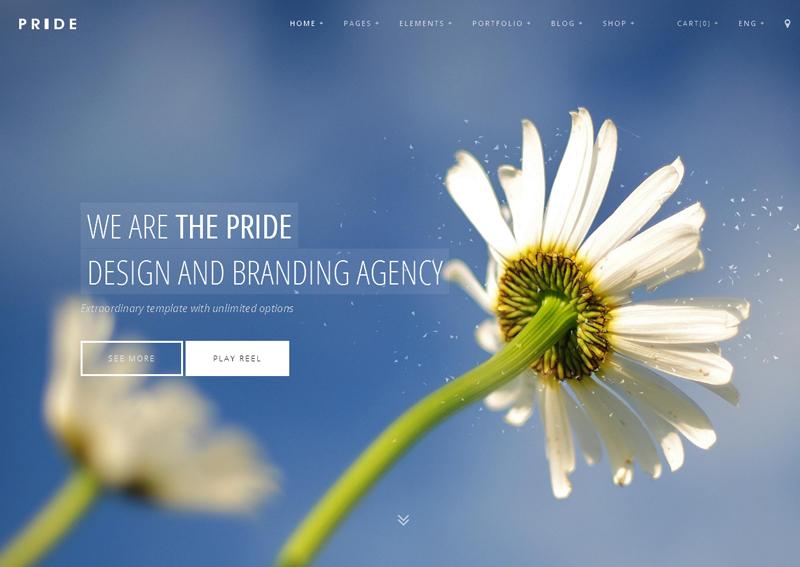 PRIDE
HOME + PAGES + ELEMENTS + PORTFOLIO + BLOG + SHOP + CART(0) + ENG +
WE ARE THE PRIDE
DESIGN AND BRANDING AGENCY
Extraordinary template with unlimited options
SEE MORE PLAY REEL